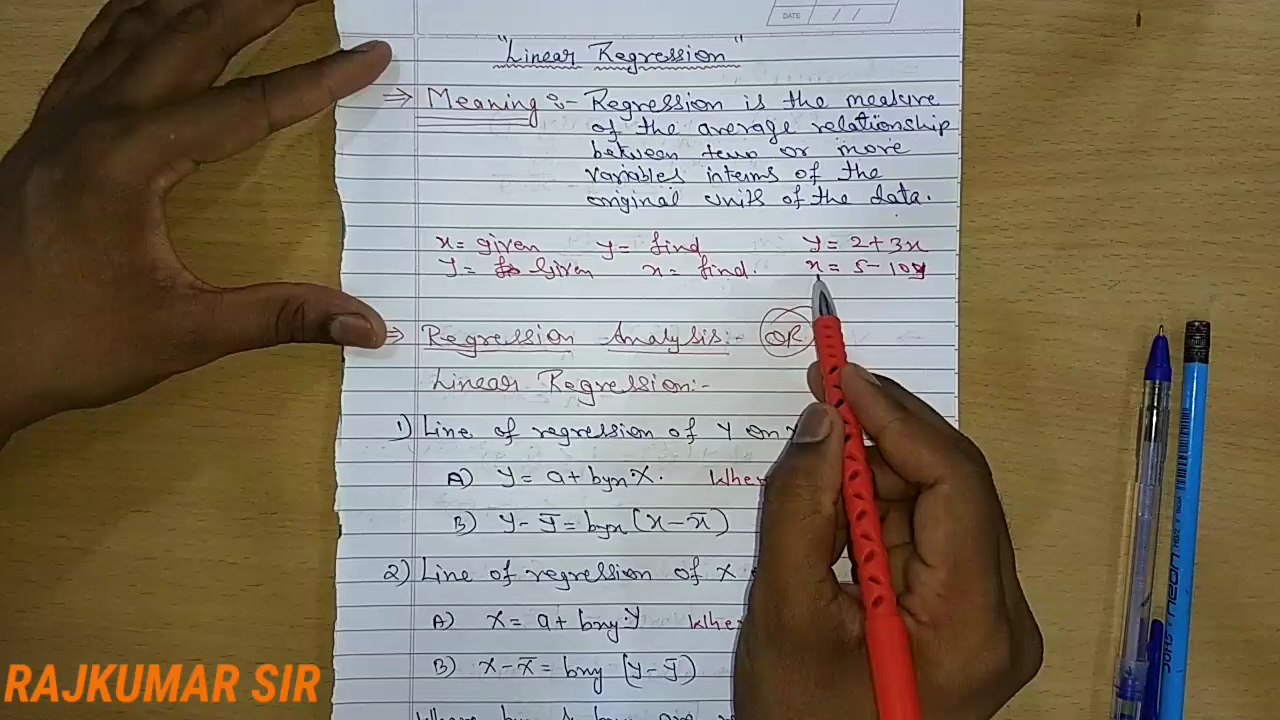 DATE / /
"Linear Regression"
⇒ Meaning :- Regression is the measure
of the average relationship
between two or more
variables interms of the
original units of the data.
x = given y = find y = 2 + 3x
y = Given x = find. x = 5 - 10y
⇒ Regression Analysis:- OR
Linear Regression:-
1) Line of regression of Y on X
A) Y = a + byx·X. Wher
B) Y - ȳ = byx (x - x̄)
2) Line of regression of X
A) X = a + bxy·Y Wher
B) X - x̄ = bxy (y - ȳ)
RAJKUMAR SIR